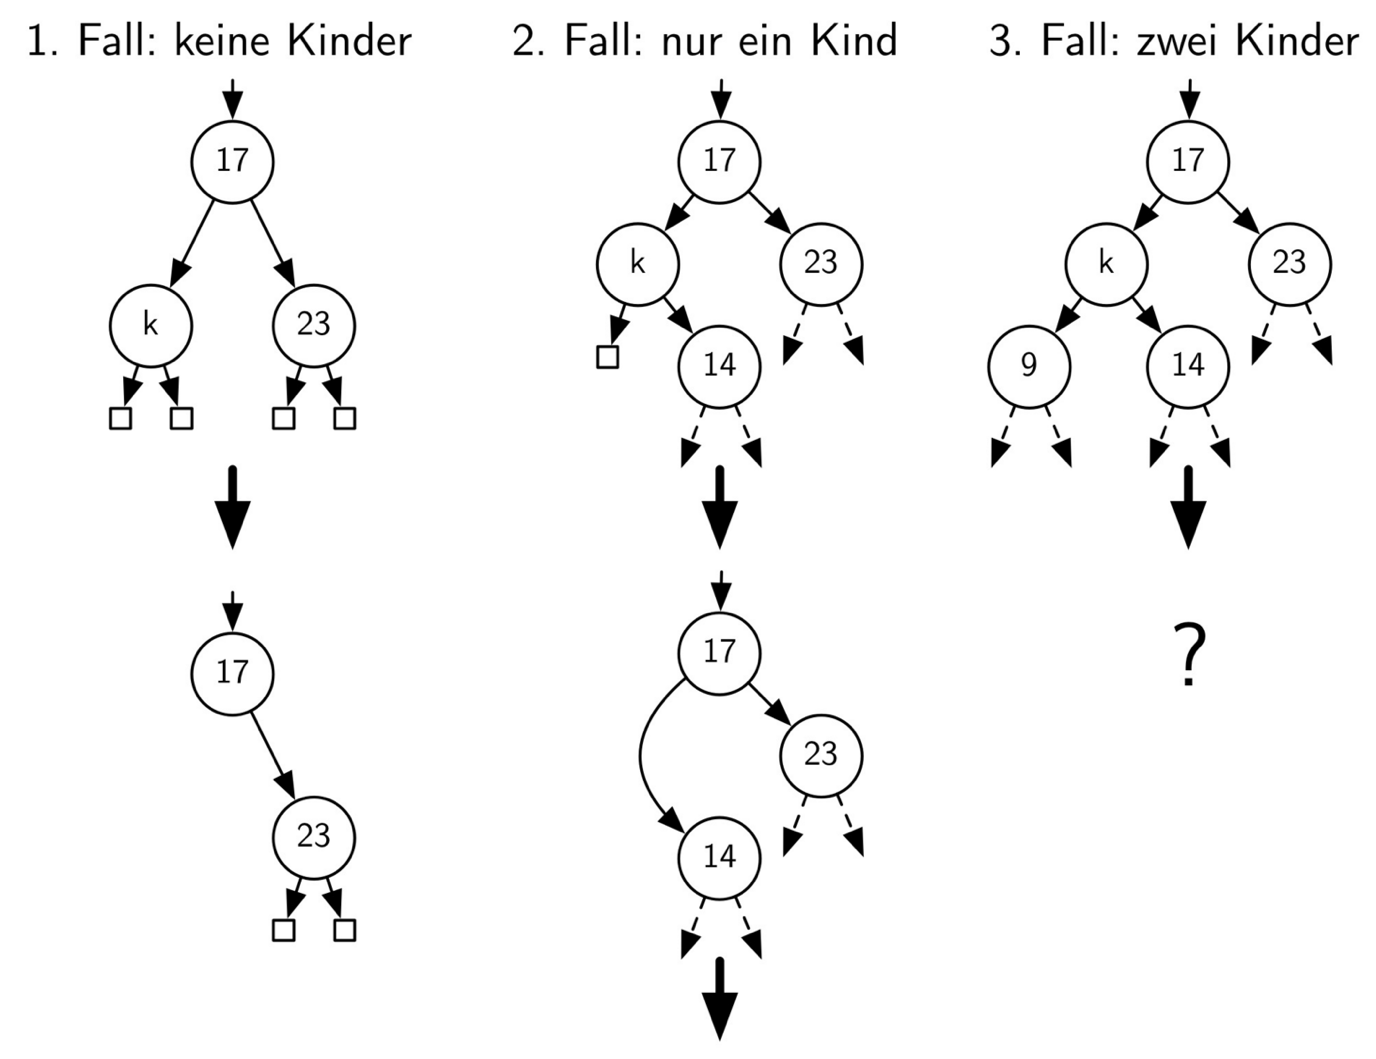 1. Fall: keine Kinder
17
k
23
17
23
2. Fall: nur ein Kind
17
k
23
14
17
23
14
3. Fall: zwei Kinder
17
k
23
9
14
?